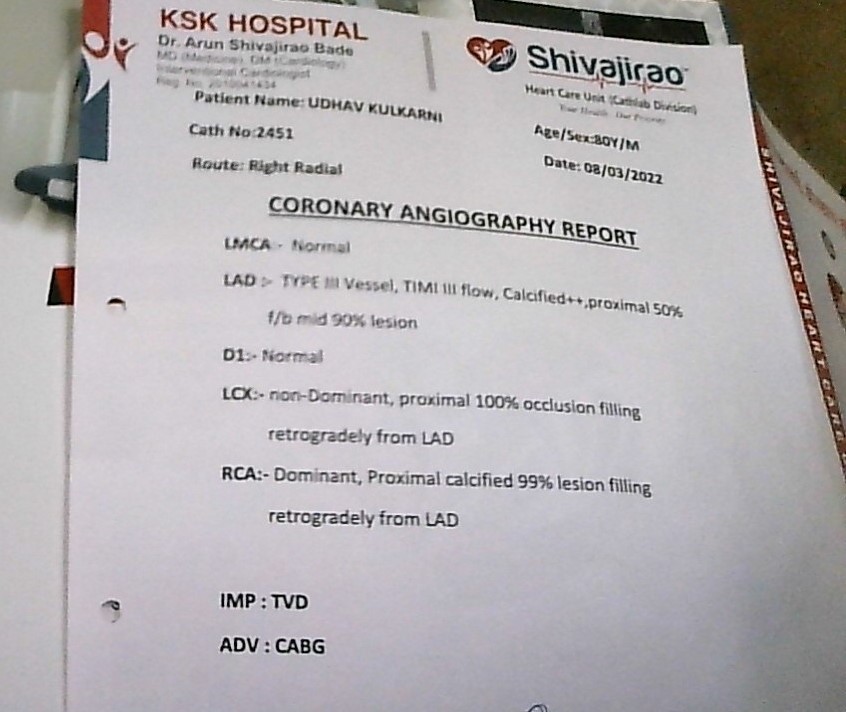 KSK HOSPITAL
Dr. Arun Shivajirao Bade
MD (Medicine), DM (Cardiology)
Interventional Cardiologist
Reg. No.
Shivajirao
Heart Care Unit (Cathlab Division)
Your Health, Our Priority
Patient Name: UDHAV KULKARNI
Cath No:2451
Age/Sex:80Y/M
Route: Right Radial
Date: 08/03/2022
CORONARY ANGIOGRAPHY REPORT
LMCA - Normal
LAD :- TYPE III Vessel, TIMI III flow, Calcified++,proximal 50%
f/b mid 90% lesion
D1:- Normal
LCX:- non-Dominant, proximal 100% occlusion filling
retrogradely from LAD
RCA:- Dominant, Proximal calcified 99% lesion filling
retrogradely from LAD
IMP : TVD
ADV : CABG
SHIVAJIRAO HEART CARE